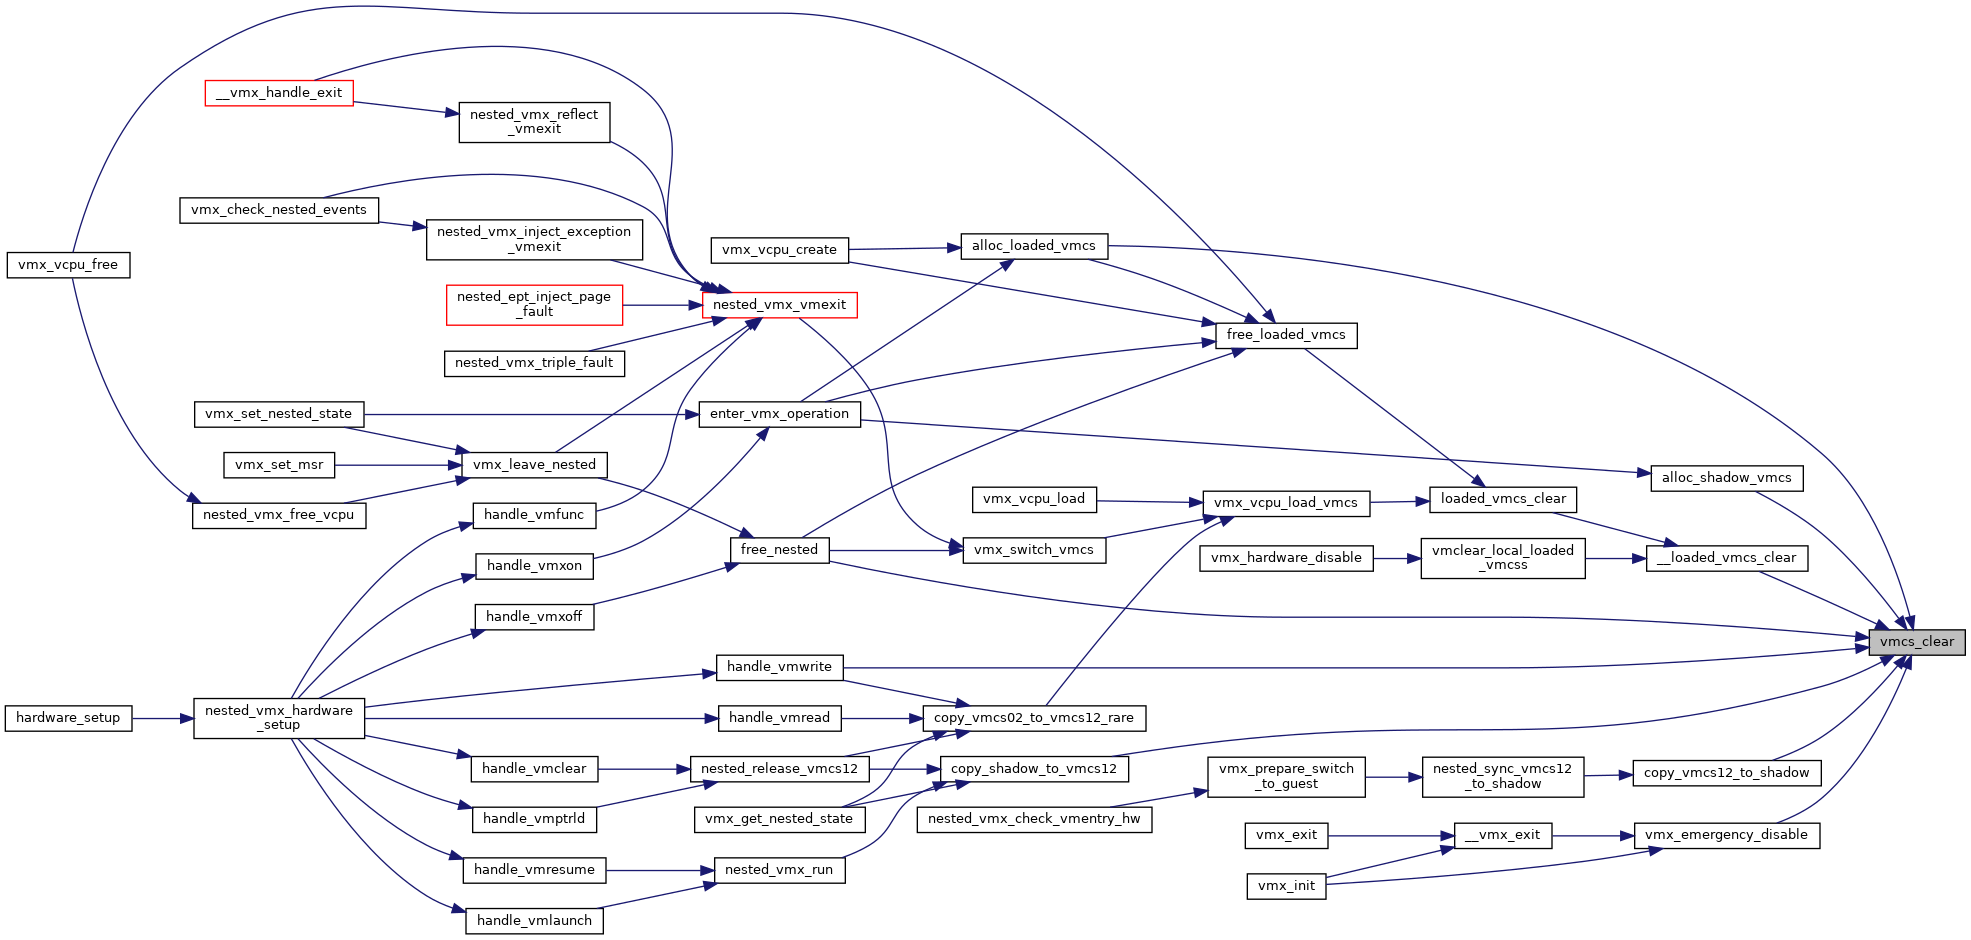 __vmx_handle_exit
nested_vmx_reflect
_vmexit
vmx_check_nested_events
nested_vmx_inject_exception
_vmexit
vmx_vcpu_free
vmx_vcpu_create
alloc_loaded_vmcs
nested_ept_inject_page
_fault
nested_vmx_vmexit
free_loaded_vmcs
nested_vmx_triple_fault
vmx_set_nested_state
enter_vmx_operation
vmx_set_msr
vmx_leave_nested
alloc_shadow_vmcs
nested_vmx_free_vcpu
handle_vmfunc
vmx_vcpu_load
vmx_vcpu_load_vmcs
loaded_vmcs_clear
free_nested
vmx_switch_vmcs
vmx_hardware_disable
vmclear_local_loaded
_vmcss
__loaded_vmcs_clear
handle_vmxon
handle_vmxoff
vmcs_clear
handle_vmwrite
hardware_setup
nested_vmx_hardware
_setup
handle_vmread
copy_vmcs02_to_vmcs12_rare
handle_vmclear
nested_release_vmcs12
copy_shadow_to_vmcs12
vmx_prepare_switch
_to_guest
nested_sync_vmcs12
_to_shadow
copy_vmcs12_to_shadow
handle_vmptrld
vmx_get_nested_state
nested_vmx_check_vmentry_hw
vmx_exit
__vmx_exit
vmx_emergency_disable
handle_vmresume
nested_vmx_run
vmx_init
handle_vmlaunch